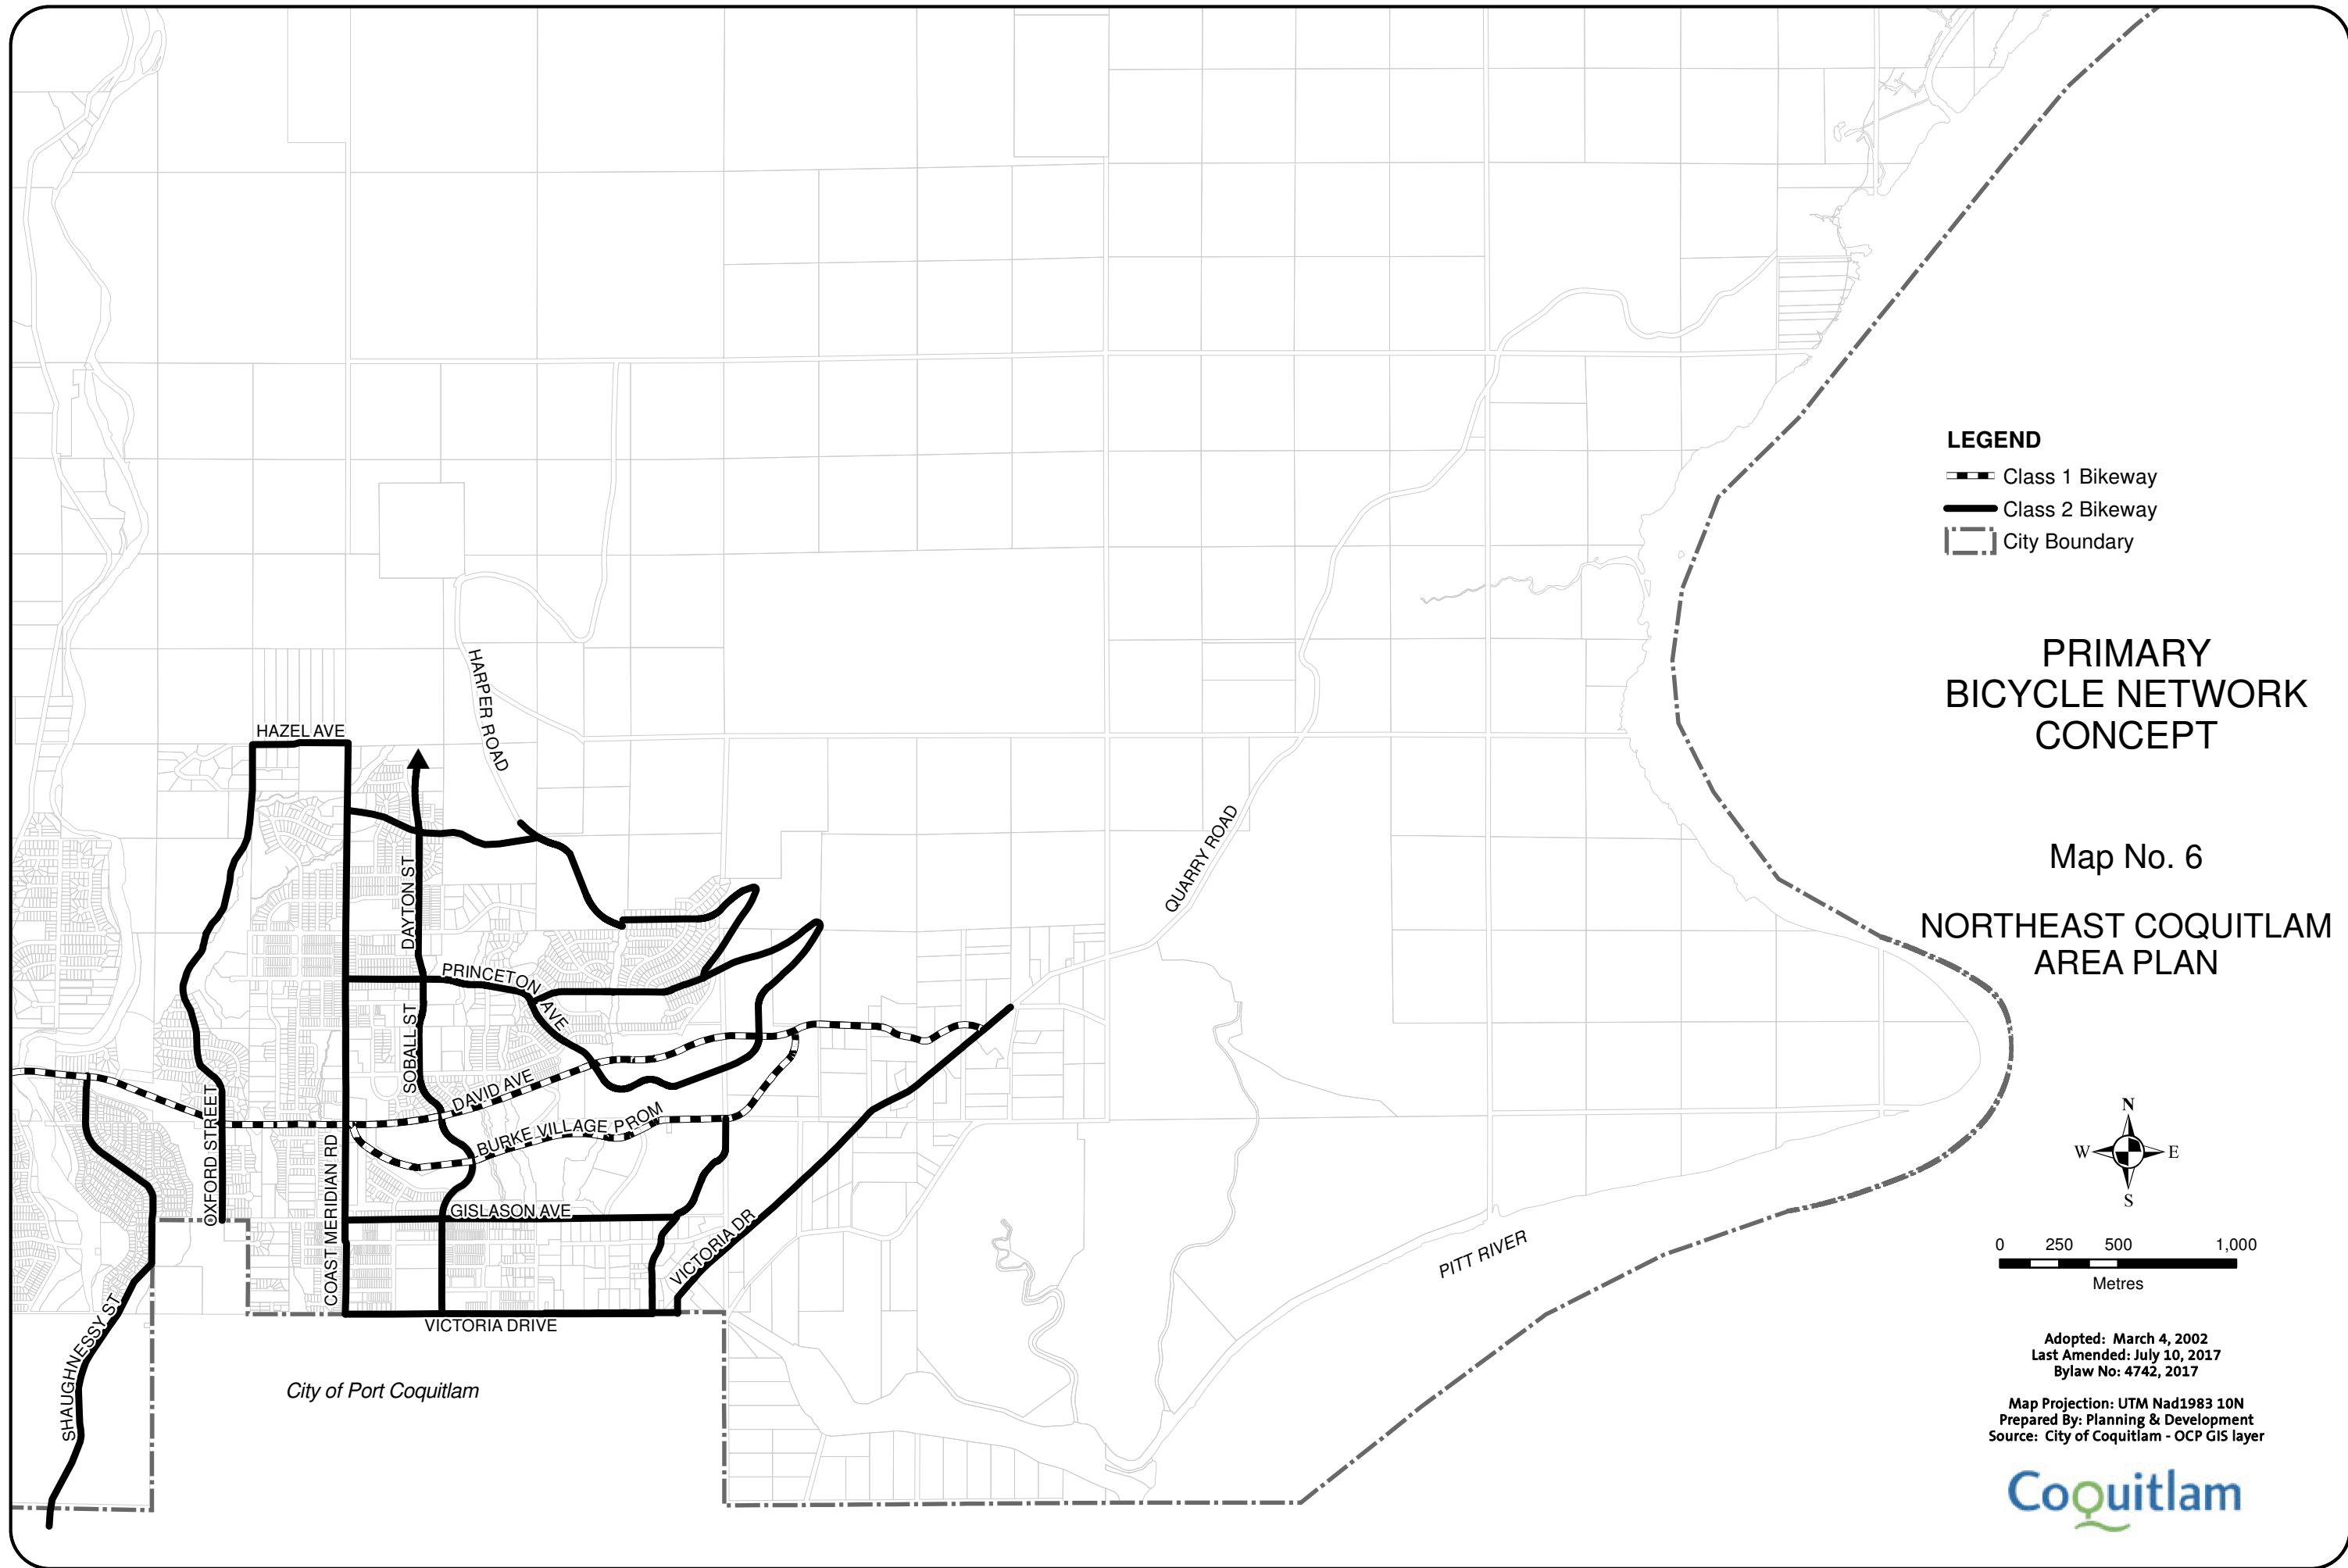 LEGEND
Class 1 Bikeway
Class 2 Bikeway
City Boundary
PRIMARY
BICYCLE NETWORK
CONCEPT
Map No. 6
NORTHEAST COQUITLAM
AREA PLAN
HARPER ROAD
HAZEL AVE
DAYTON ST
QUARRY ROAD
PRINCETON AVE
SOBALL ST
DAVID AVE
BURKE VILLAGE PROM
OXFORD STREET
COAST MERIDIAN RD
GISLASON AVE
VICTORIA DR
VICTORIA DRIVE
SHAUGHNESSY ST
City of Port Coquitlam
PITT RIVER
N
W
E
S
0 250 500 1,000
Metres
Adopted: March 4, 2002
Last Amended: July 10, 2017
Bylaw No: 4742, 2017
Map Projection: UTM Nad1983 10N
Prepared By: Planning & Development
Source: City of Coquitlam - OCP GIS layer
Coquitlam